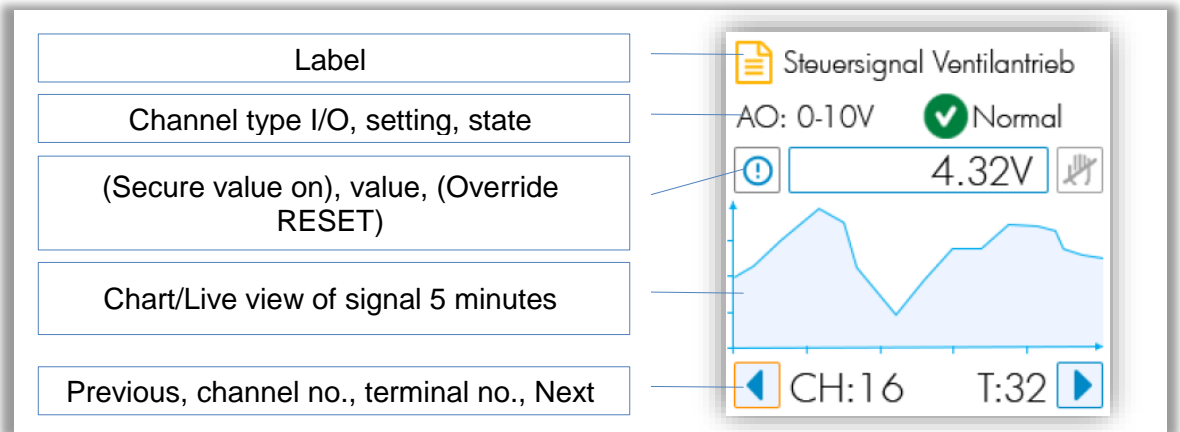 Label
Steuersignal Ventilantrieb
Channel type I/O, setting, state
AO: 0-10V Normal
(Secure value on), value, (Override
RESET)
4.32V
Chart/Live view of signal 5 minutes
Previous, channel no., terminal no., Next
CH:16 T:32